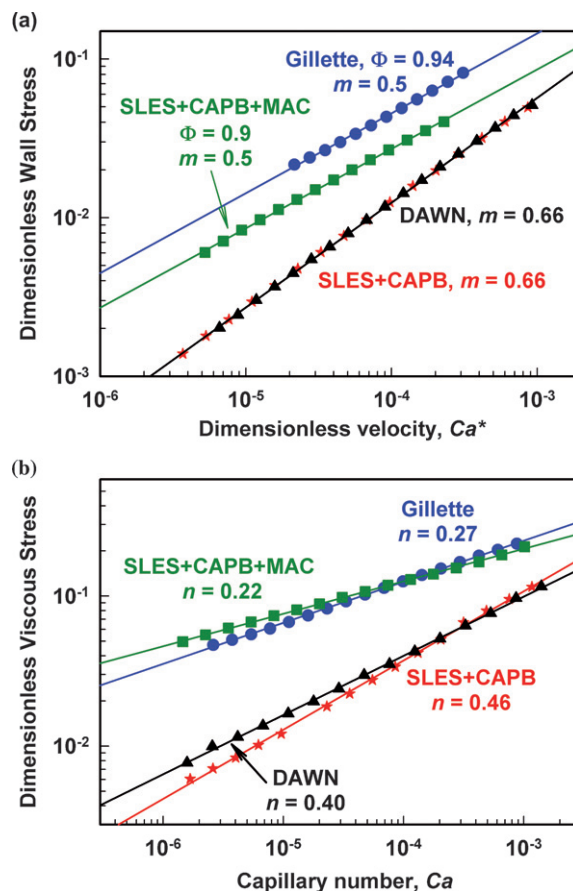 (a)
10⁻¹
10⁻²
10⁻³
Dimensionless Wall Stress
Gillette, Φ = 0.94
m = 0.5
SLES+CAPB+MAC
Φ = 0.9
m = 0.5
DAWN, m = 0.66
SLES+CAPB, m = 0.66
10⁻⁶ 10⁻⁵ 10⁻⁴ 10⁻³
Dimensionless velocity, Ca*
(b)
10⁻¹
10⁻²
Dimensionless Viscous Stress
Gillette
n = 0.27
SLES+CAPB+MAC
n = 0.22
SLES+CAPB
n = 0.46
DAWN
n = 0.40
10⁻⁶ 10⁻⁵ 10⁻⁴ 10⁻³
Capillary number, Ca